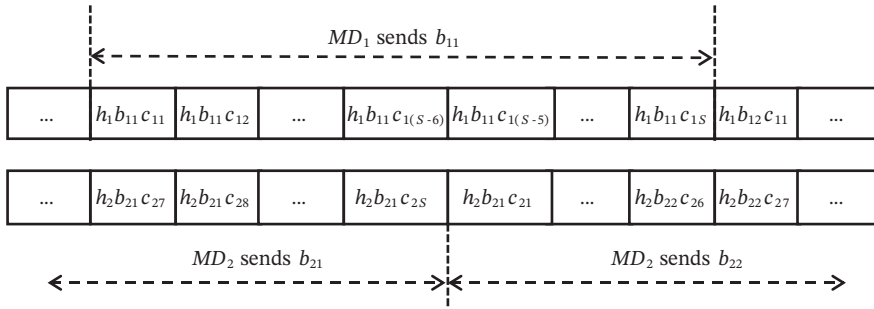 MD₁ sends b₁₁
... h₁b₁₁c₁₁ h₁b₁₁c₁₂ ... h₁b₁₁c₁₍S₋₆₎ h₁b₁₁c₁₍S₋₅₎ ... h₁b₁₁c₁S h₁b₁₂c₁₁ ...
... h₂b₂₁c₂₇ h₂b₂₁c₂₈ ... h₂b₂₁c₂S h₂b₂₁c₂₁ ... h₂b₂₂c₂₆ h₂b₂₂c₂₇ ...
MD₂ sends b₂₁ MD₂ sends b₂₂